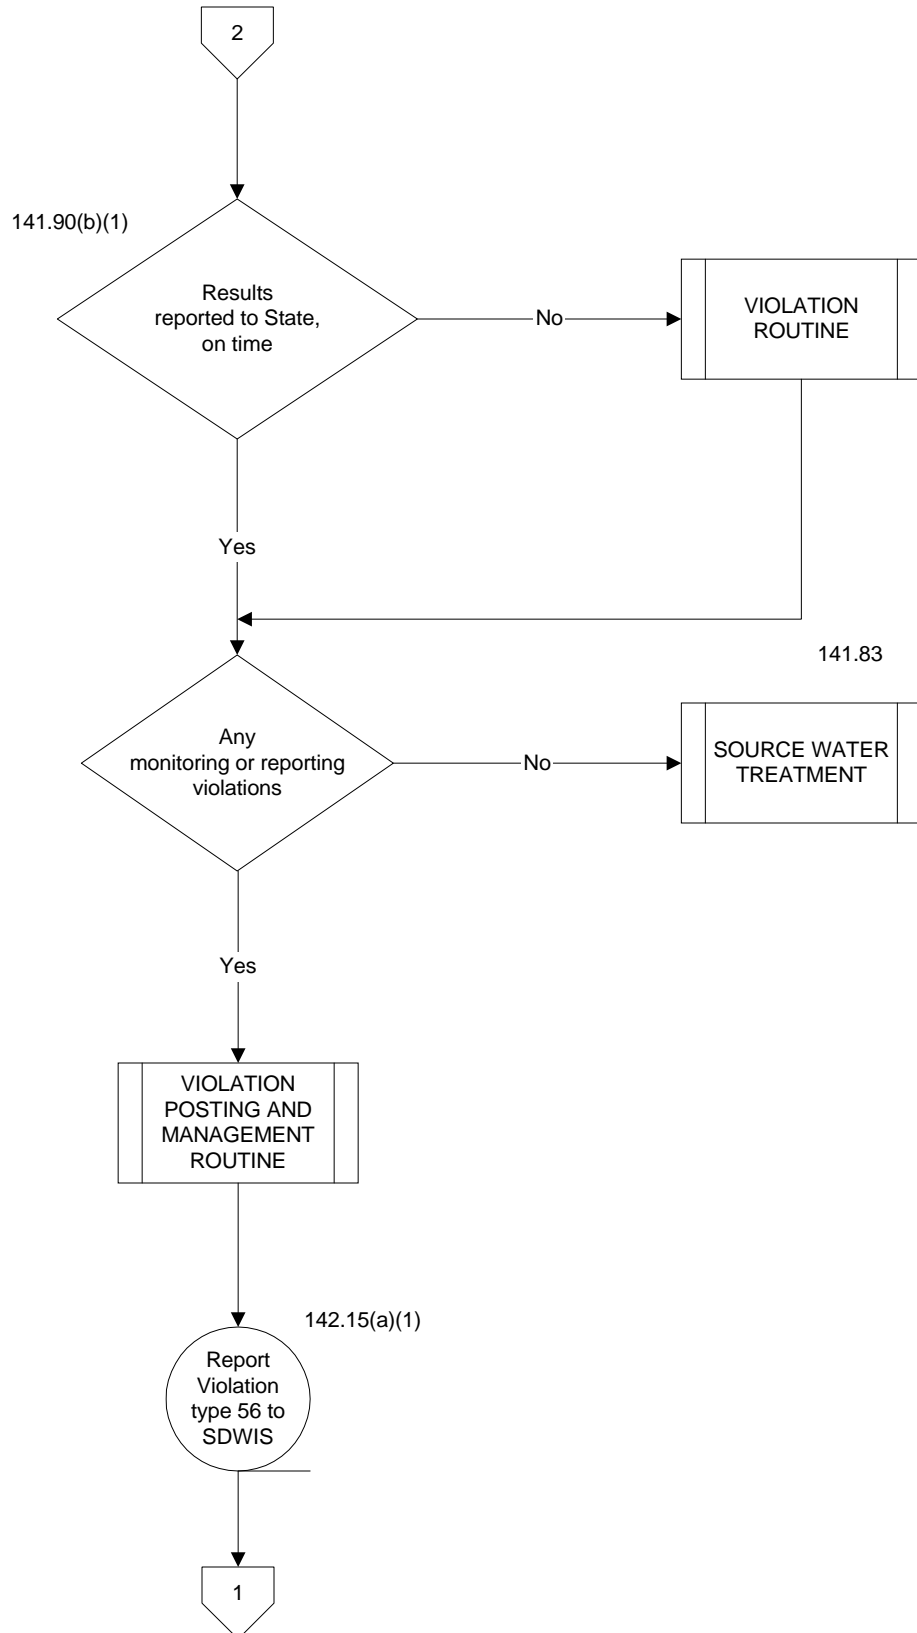 2
141.90(b)(1)
Results
reported to State,
on time
No
VIOLATION
ROUTINE
Yes
141.83
Any
monitoring or reporting
violations
No
SOURCE WATER
TREATMENT
Yes
VIOLATION
POSTING AND
MANAGEMENT
ROUTINE
142.15(a)(1)
Report
Violation
type 56 to
SDWIS
1